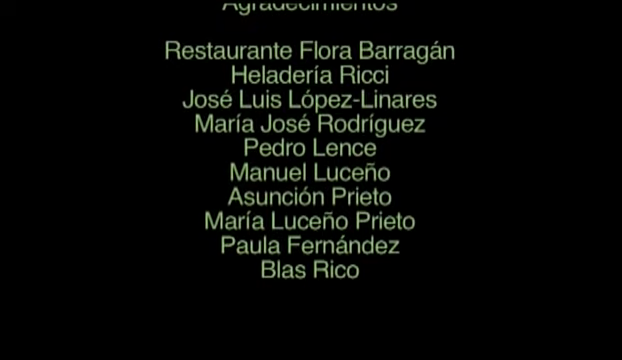 Agradecimientos
Restaurante Flora Barragán
Heladería Ricci
José Luis López-Linares
María José Rodríguez
Pedro Lence
Manuel Luceño
Asunción Prieto
María Luceño Prieto
Paula Fernández
Blas Rico